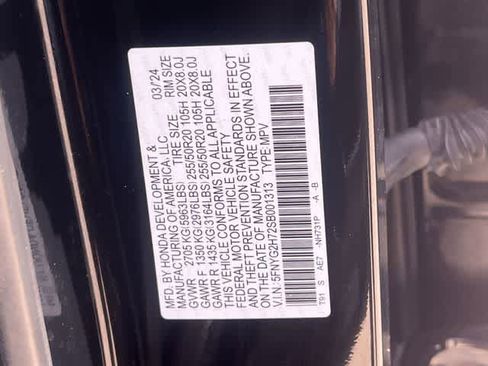 MFD. BY HONDA DEVELOPMENT & 03/24
MANUFACTURING OF AMERICA, LLC TIRE SIZE RIM SIZE
GVWR 2705 KG(5963LBS)
GAWR F 1350 KG(2976LBS) 255/50R20 105H 20X8.0J
GAWR R 1435 KG(3164LBS) 255/50R20 105H 20X8.0J
THIS VEHICLE CONFORMS TO ALL APPLICABLE
FEDERAL MOTOR VEHICLE SAFETY
AND THEFT PREVENTION STANDARDS IN EFFECT
ON THE DATE OF MANUFACTURE SHOWN ABOVE.
V.I.N: 5FNYG2H72SB001313 TYPE:MPV
T91 S AE7 -NH731P -A -B